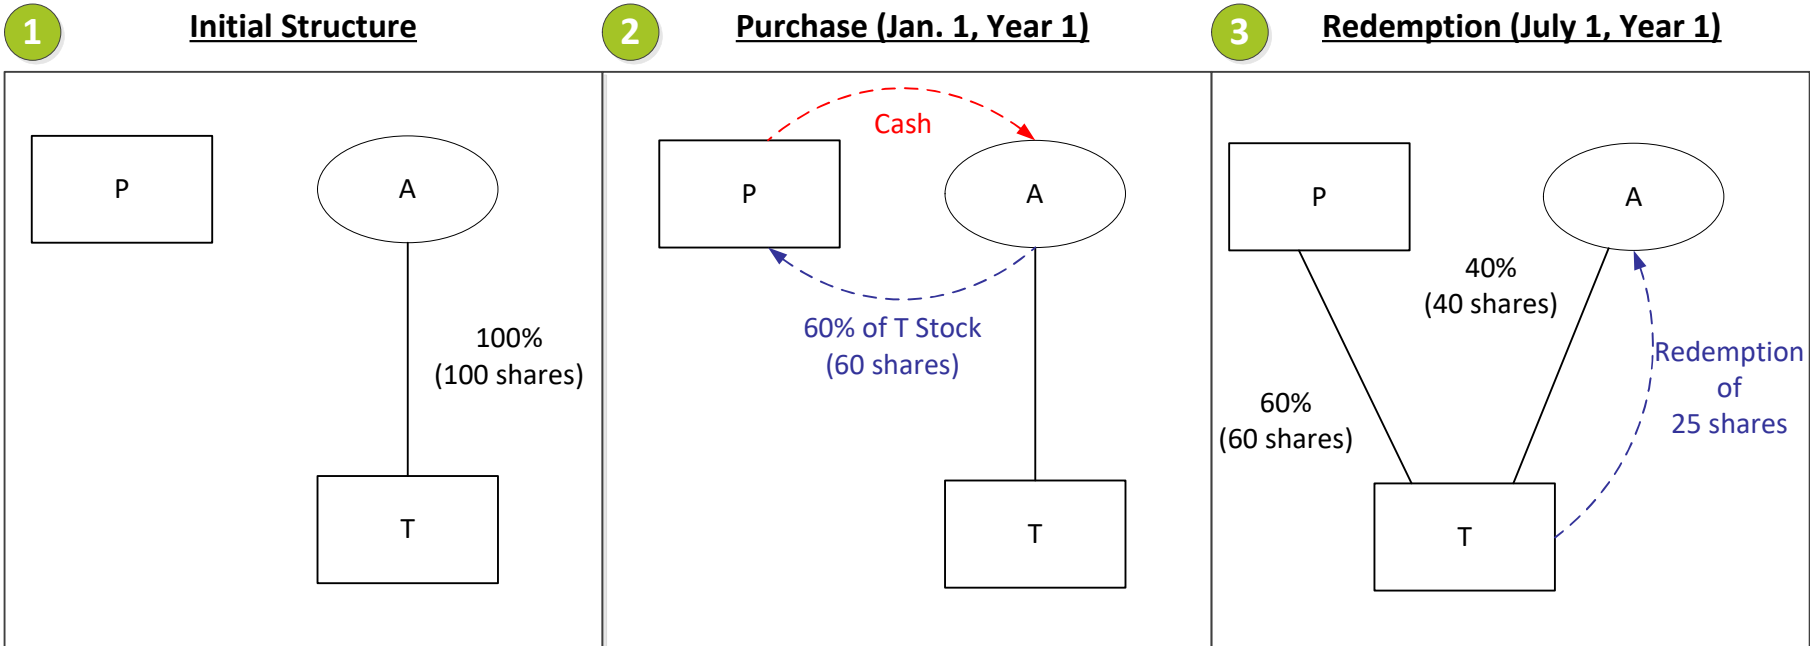 1
Initial Structure
P
A
100%
(100 shares)
T
2
Purchase (Jan. 1, Year 1)
Cash
P
A
60% of T Stock
(60 shares)
T
3
Redemption (July 1, Year 1)
P
A
40%
(40 shares)
Redemption
of
25 shares
60%
(60 shares)
T